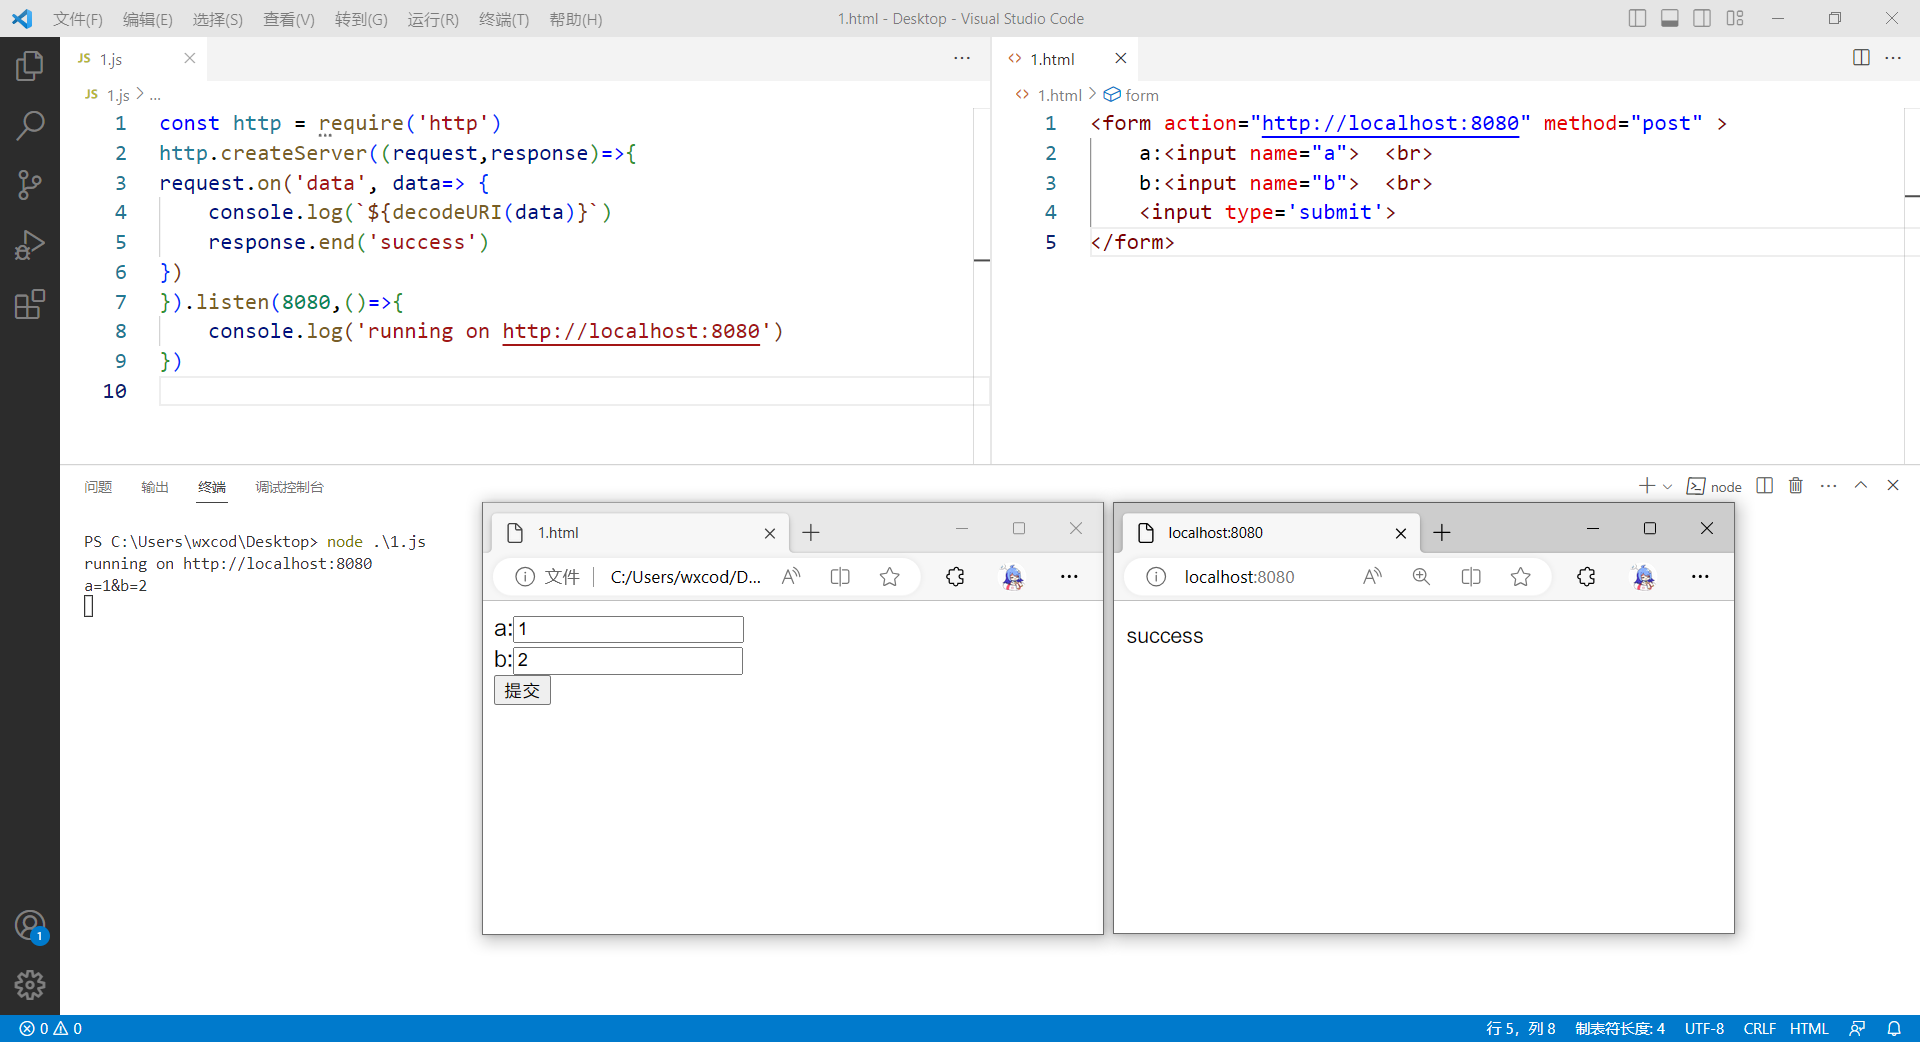 文件(F) 编辑(E) 选择(S) 查看(V) 转到(G) 运行(R) 终端(T) 帮助(H) 1.html - Desktop - Visual Studio Code
JS 1.js
JS 1.js > ...
1 const http = require('http')
2 http.createServer((request,response)=>{
3 request.on('data', data=> {
4 console.log(`${decodeURI(data)}`)
5 response.end('success')
6 })
7 }).listen(8080,()=>{
8 console.log('running on http://localhost:8080')
9 })
10
<> 1.html
<> 1.html > form
1 <form action="http://localhost:8080" method="post" >
2 a:<input name="a"> <br>
3 b:<input name="b"> <br>
4 <input type='submit'>
5 </form>
问题 输出 终端 调试控制台 node
PS C:\Users\wxcod\Desktop> node .\1.js
running on http://localhost:8080
a=1&b=2
1.html
文件 C:/Users/wxcod/D...
a:1
b:2
提交
localhost:8080
localhost:8080
success
1
0 0 行 5，列 8 制表符长度: 4 UTF-8 CRLF HTML